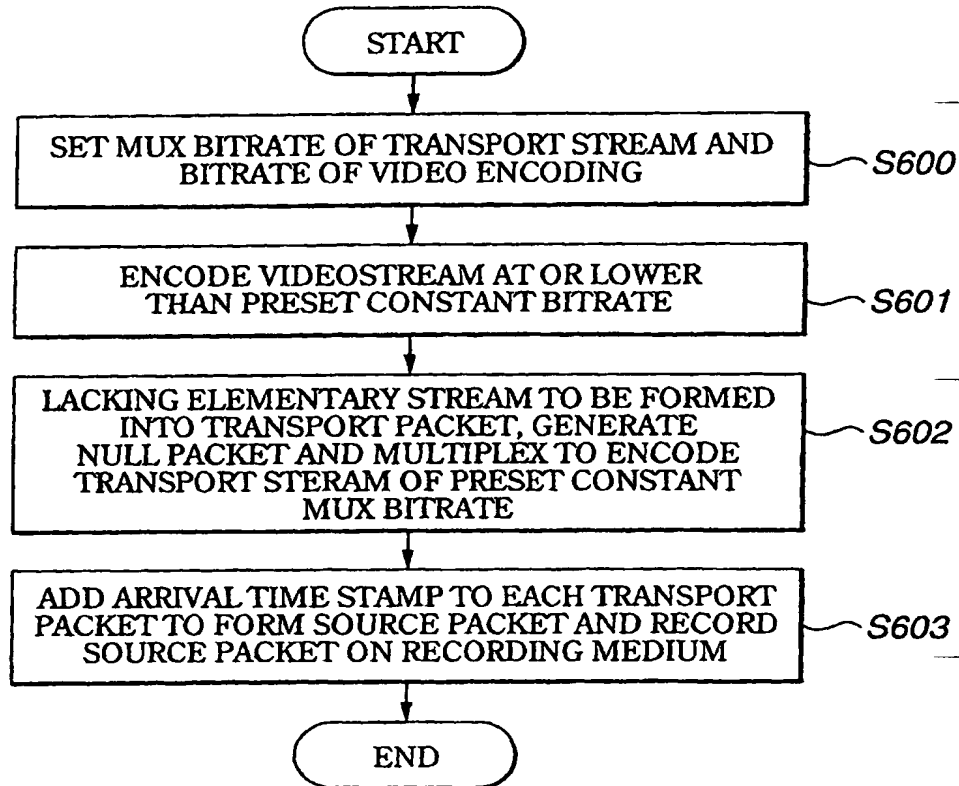 START
SET MUX BITRATE OF TRANSPORT STREAM AND
BITRATE OF VIDEO ENCODING
S600
ENCODE VIDEOSTREAM AT OR LOWER
THAN PRESET CONSTANT BITRATE
S601
LACKING ELEMENTARY STREAM TO BE FORMED
INTO TRANSPORT PACKET, GENERATE
NULL PACKET AND MULTIPLEX TO ENCODE
TRANSPORT STERAM OF PRESET CONSTANT
MUX BITRATE
S602
ADD ARRIVAL TIME STAMP TO EACH TRANSPORT
PACKET TO FORM SOURCE PACKET AND RECORD
SOURCE PACKET ON RECORDING MEDIUM
S603
END